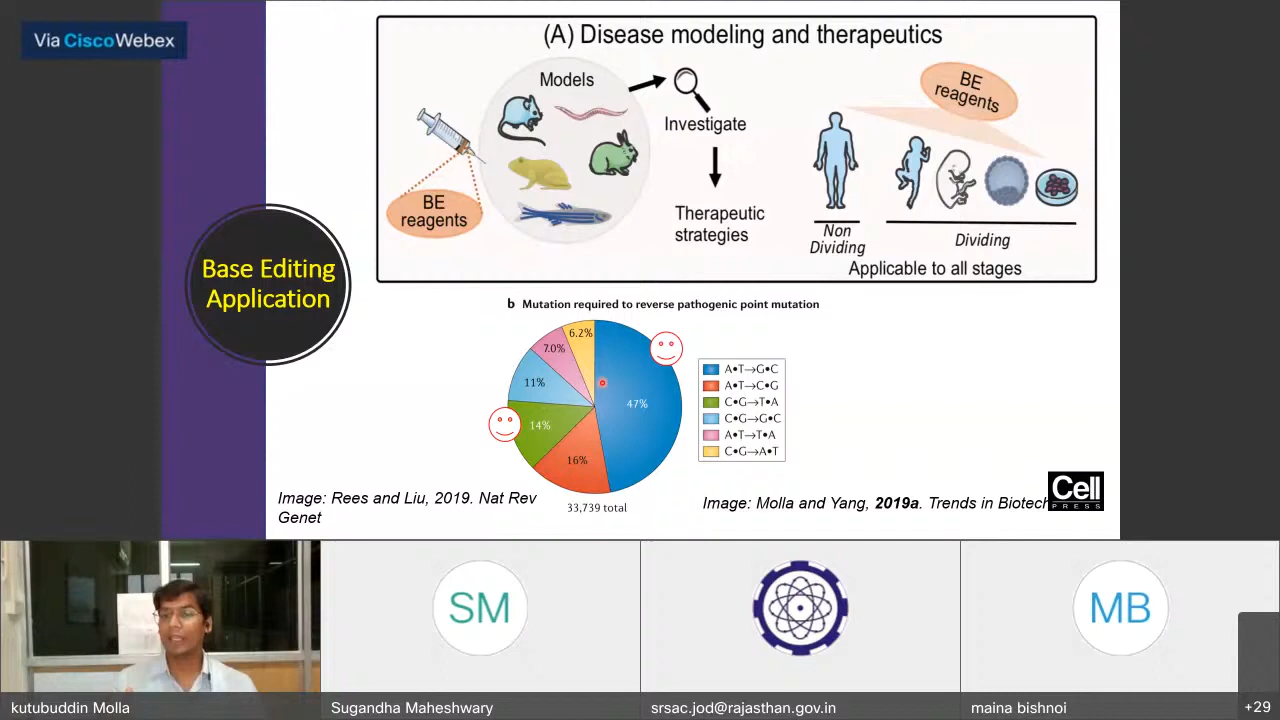 Via CiscoWebex
(A) Disease modeling and therapeutics
Models
BE
reagents
Investigate
Therapeutic
strategies
BE
reagents
Non
Dividing
Dividing
Applicable to all stages
Base Editing
Application
b Mutation required to reverse pathogenic point mutation
6.2%
7.0%
11%
14%
16%
47%
A•T→G•C
A•T→C•G
C•G→T•A
C•G→G•C
A•T→T•A
C•G→A•T
33,739 total
Image: Rees and Liu, 2019. Nat Rev
Genet
Image: Molla and Yang, 2019a. Trends in Biotech
Cell
PRESS
SM
MB
kutubuddin Molla
Sugandha Maheshwary
srsac.jod@rajasthan.gov.in
maina bishnoi
+29